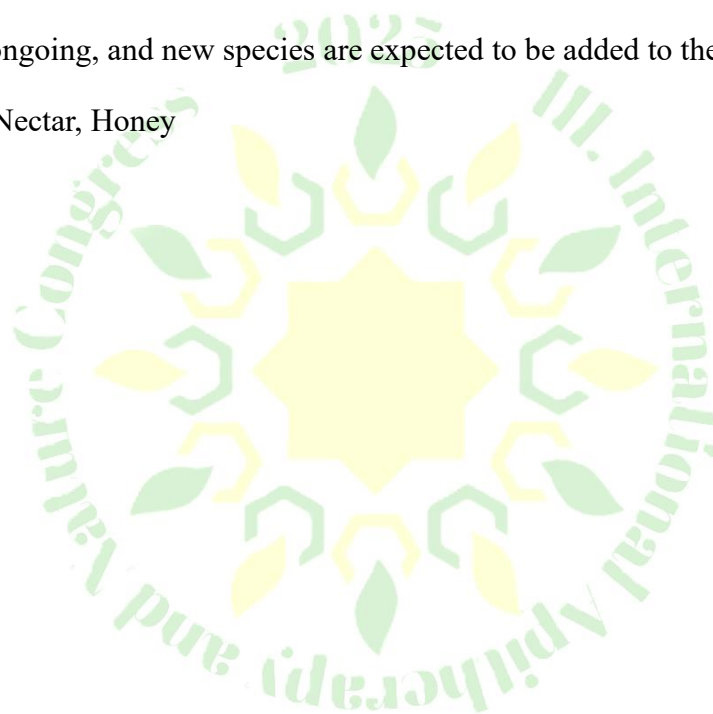 ongoing, and new species are expected to be added to the
Nectar, Honey
2025
III. International Apitherapy and Nature Congress